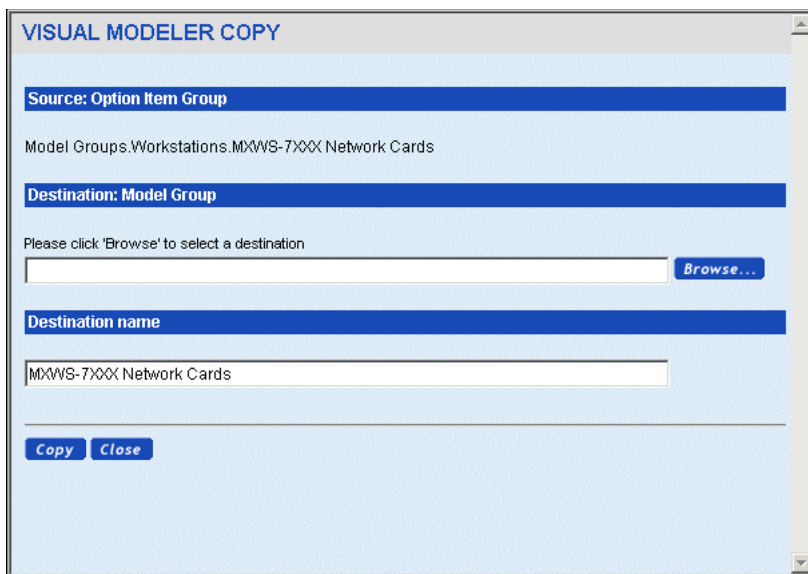 VISUAL MODELER COPY
Source: Option Item Group
Model Groups.Workstations.MXWS-7XXX Network Cards
Destination: Model Group
Please click 'Browse' to select a destination
Browse...
Destination name
MXWS-7XXX Network Cards
Copy Close